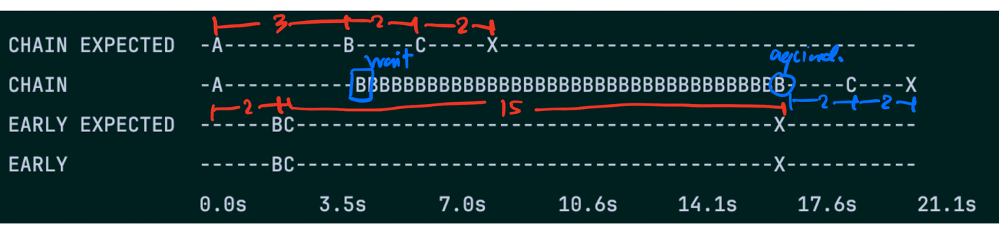 3 2 2
CHAIN EXPECTED -A----------B-----C-----X-----------------------------------
wait acquired.
CHAIN -A-----------BBBBBBBBBBBBBBBBBBBBBBBBBBBBBBBBBBBB-----C----X
2 15 2 2
EARLY EXPECTED ------BC----------------------------------------X-----------
EARLY ------BC----------------------------------------X-----------
0.0s 3.5s 7.0s 10.6s 14.1s 17.6s 21.1s